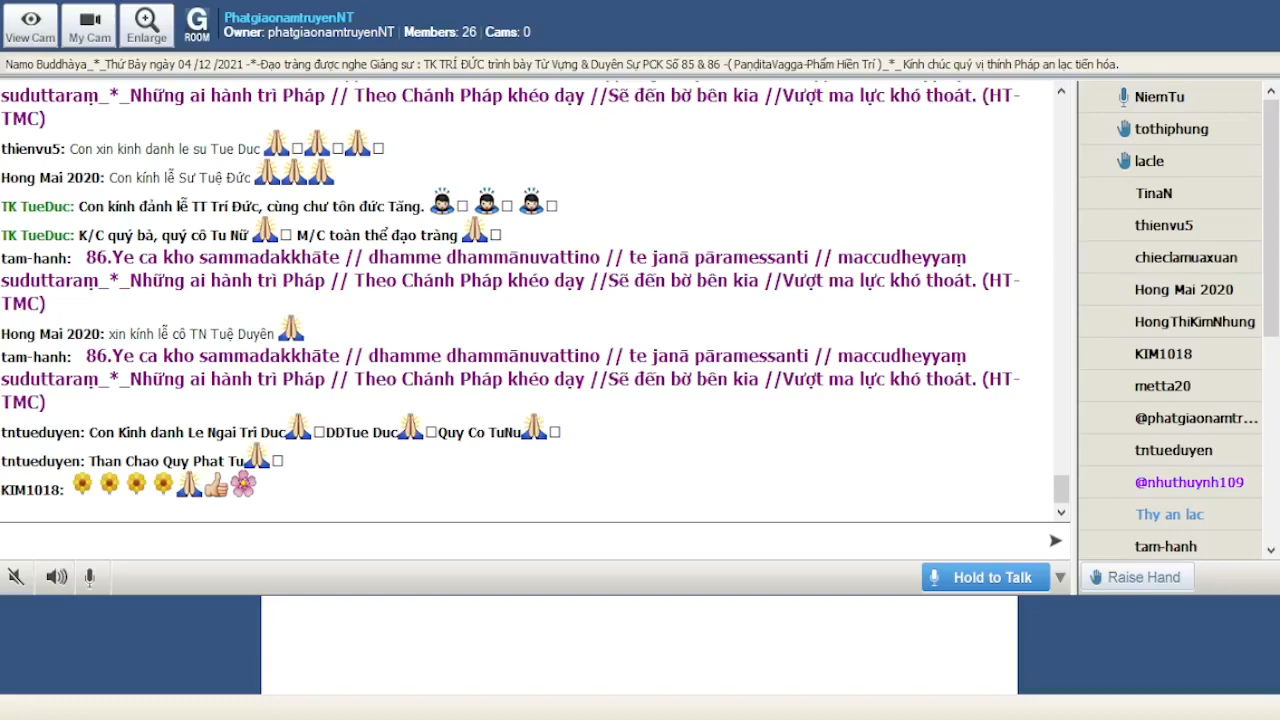 View Cam
My Cam
Enlarge
G
ROOM
PhatgiaonamtruyenNT
Owner: phatgiaonamtruyenNT | Members: 26 | Cams: 0
Namo Buddhàya_*_Thứ Bảy ngày 04 /12 /2021 -*-Đạo tràng được nghe Giảng sư : TK TRÍ ĐỨC trình bày Từ Vựng & Duyên Sự PCK Số 85 & 86 -( PaṇḍitaVagga-Phẩm Hiền Trí )_*_ Kính chúc quý vị thính Pháp an lạc tiến hóa.
suduttaraṃ_*_Những ai hành trì Pháp // Theo Chánh Pháp khéo dạy //Sẽ đến bờ bên kia //Vượt ma lực khó thoát. (HT-
TMC)
thienvu5: Con xin kinh danh le su Tue Duc
Hong Mai 2020: Con kính lễ Sư Tuệ Đức
TK TueDuc: Con kính đảnh lễ TT Trí Đức, cùng chư tôn đức Tăng.
TK TueDuc: K/C quý bà, quý cô Tu Nữ M/C toàn thể đạo tràng
tam-hanh: 86.Ye ca kho sammadakkhāte // dhamme dhammānuvattino // te janā pāramessanti // maccudheyyaṃ
suduttaraṃ_*_Những ai hành trì Pháp // Theo Chánh Pháp khéo dạy //Sẽ đến bờ bên kia //Vượt ma lực khó thoát. (HT-
TMC)
Hong Mai 2020: xin kính lễ cô TN Tuệ Duyên
tam-hanh: 86.Ye ca kho sammadakkhāte // dhamme dhammānuvattino // te janā pāramessanti // maccudheyyaṃ
suduttaraṃ_*_Những ai hành trì Pháp // Theo Chánh Pháp khéo dạy //Sẽ đến bờ bên kia //Vượt ma lực khó thoát. (HT-
TMC)
tntueduyen: Con Kinh danh Le Ngai Tri Duc DDTue Duc Quy Co TuNu
tntueduyen: Than Chao Quy Phat Tu
KIM1018:
NiemTu
tothiphung
lacle
TinaN
thienvu5
chieclamuaxuan
Hong Mai 2020
HongThiKimNhung
KIM1018
metta20
@phatgiaonamtr...
tntueduyen
@nhuthuynh109
Thy an lac
tam-hanh
Hold to Talk
Raise Hand